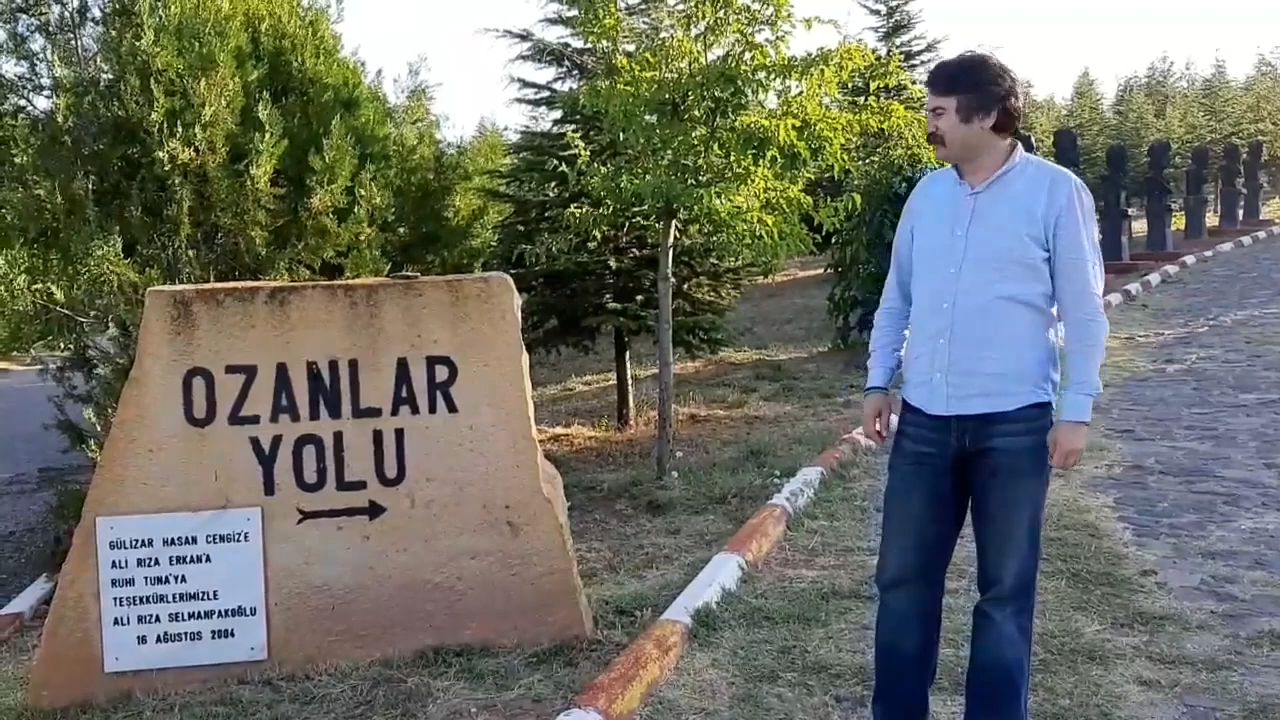 OZANLAR
YOLU
GÜLİZAR HASAN CENGİZ'E
ALİ RIZA ERKAN'A
RUHİ TUNA'YA
TEŞEKKÜRLERİMİZLE
ALİ RIZA SELMANPAKOĞLU
16 AĞUSTOS 2004